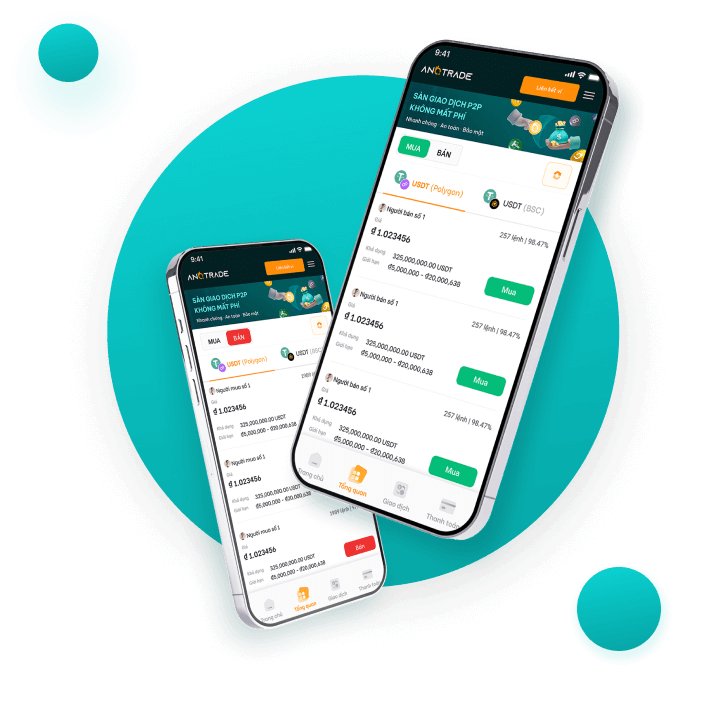 9:41
ANQTRADE
Liên kết ví
SÀN GIAO DỊCH P2P
KHÔNG MẤT PHÍ
Nhanh chóng · An toàn · Bảo mật
MUA
BÁN
USDT (Polygon)
USDT (BSC)
Người bán số 1
257 lệnh | 98.47%
Giá
₫ 1.023456
Khả dụng 325,000,000.00 USDT
Giới hạn ₫5,000,000 - ₫20,000,638
Mua
Người bán số 1
257 lệnh | 98.47%
Giá
₫ 1.023456
Khả dụng 325,000,000.00 USDT
Giới hạn ₫5,000,000 - ₫20,000,638
Mua
Người bán số 1
257 lệnh | 98.47%
Giá
₫ 1.023456
Khả dụng 325,000,000.00 USDT
Giới hạn ₫5,000,000 - ₫20,000,638
Mua
Trang chủ
Tổng quan
Giao dịch
Thanh toán
9:41
ANQTRADE
Liên kết ví
SÀN GIAO DỊCH P2P
KHÔNG MẤT PHÍ
Nhanh chóng · An toàn · Bảo mật
MUA
BÁN
USDT (Polygon)
USDT (BSC)
Người mua số 1
1989 lệnh
Giá
₫ 1.023456
Khả dụng 325,000,000.00 USDT
Giới hạn ₫5,000,000 - ₫20,000,638
Người mua số 1
Giá
₫ 1.023456
Khả dụng 325,000,000.00 USDT
Giới hạn ₫5,000,000 - ₫20,000,638
Người mua số 1
1989 lệnh
Giá
₫ 1.023456
Khả dụng 325,000,000.00 USDT
Giới hạn ₫5,000,000 - ₫20,000,638
Bán
Trang chủ
Tổng quan
Giao dịch
Thanh toán